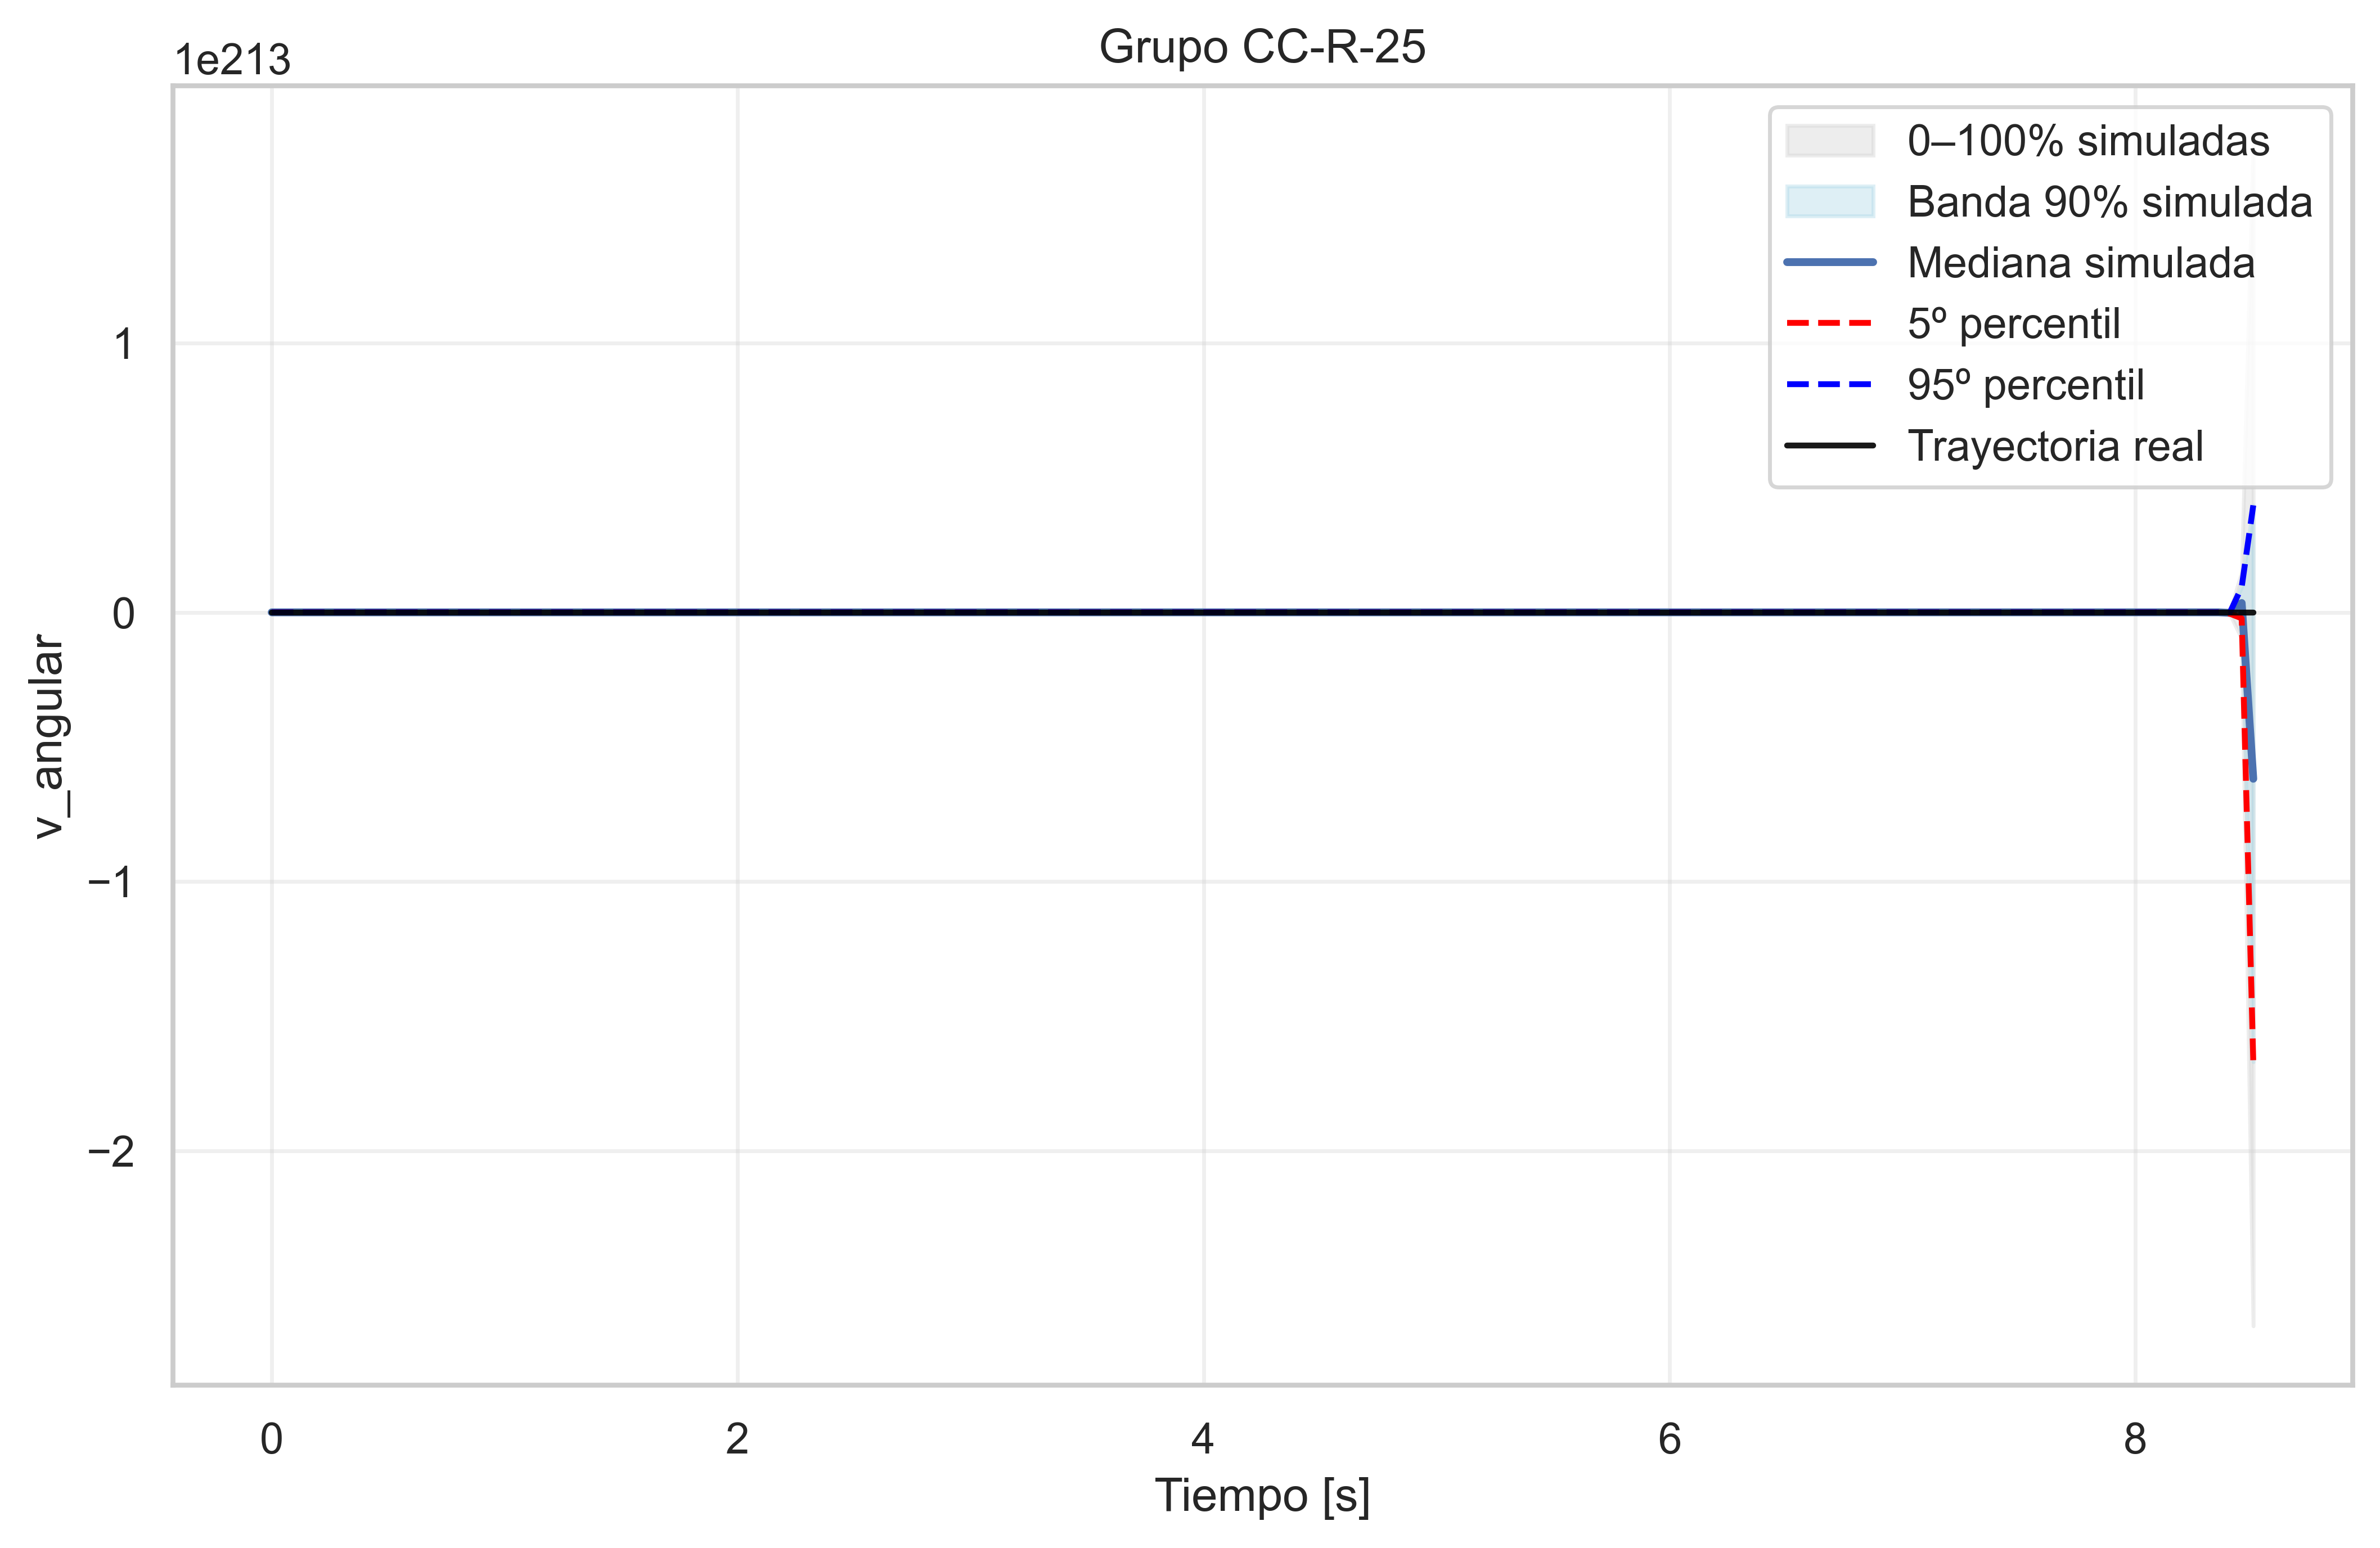 Grupo CC-R-25
1e213
0–100% simuladas
Banda 90% simulada
Mediana simulada
5º percentil
95º percentil
Trayectoria real
1
0
−1
−2
v_angular
0 2 4 6 8
Tiempo [s]